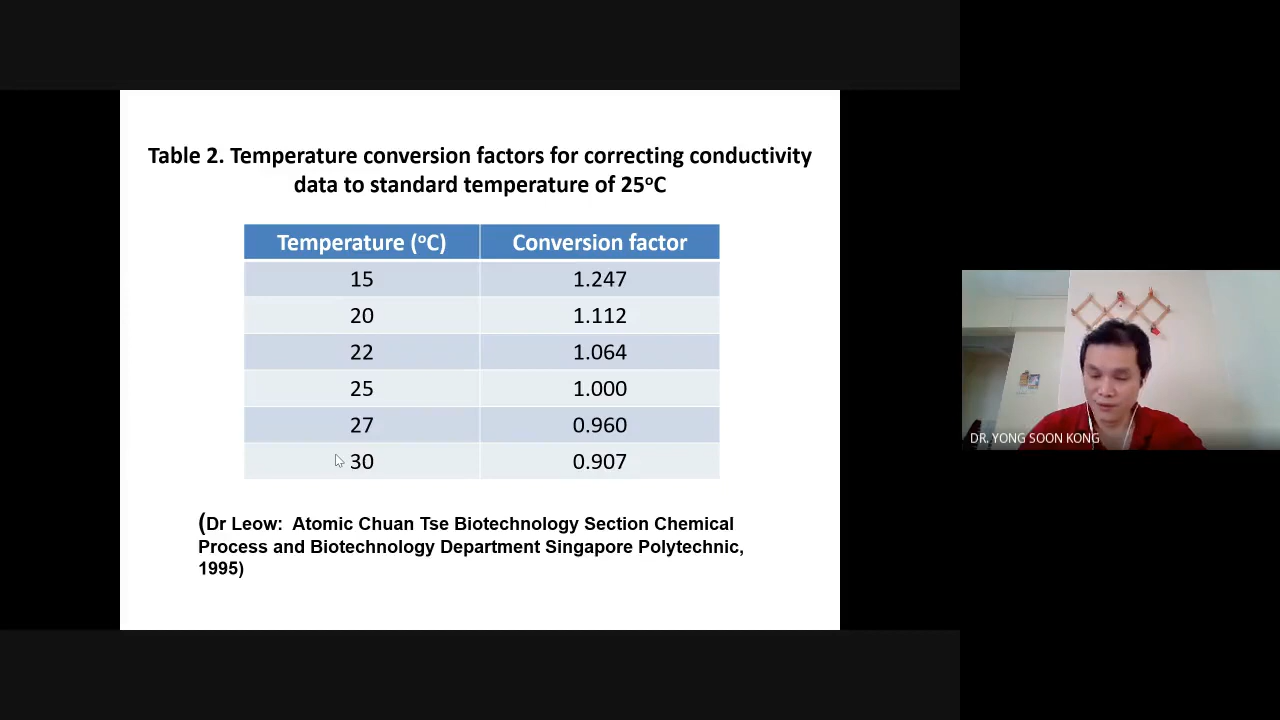 Table 2. Temperature conversion factors for correcting conductivity
data to standard temperature of 25°C
Temperature (°C) Conversion factor
15 1.247
20 1.112
22 1.064
25 1.000
27 0.960
30 0.907
(Dr Leow: Atomic Chuan Tse Biotechnology Section Chemical
Process and Biotechnology Department Singapore Polytechnic,
1995)
DR. YONG SOON KONG